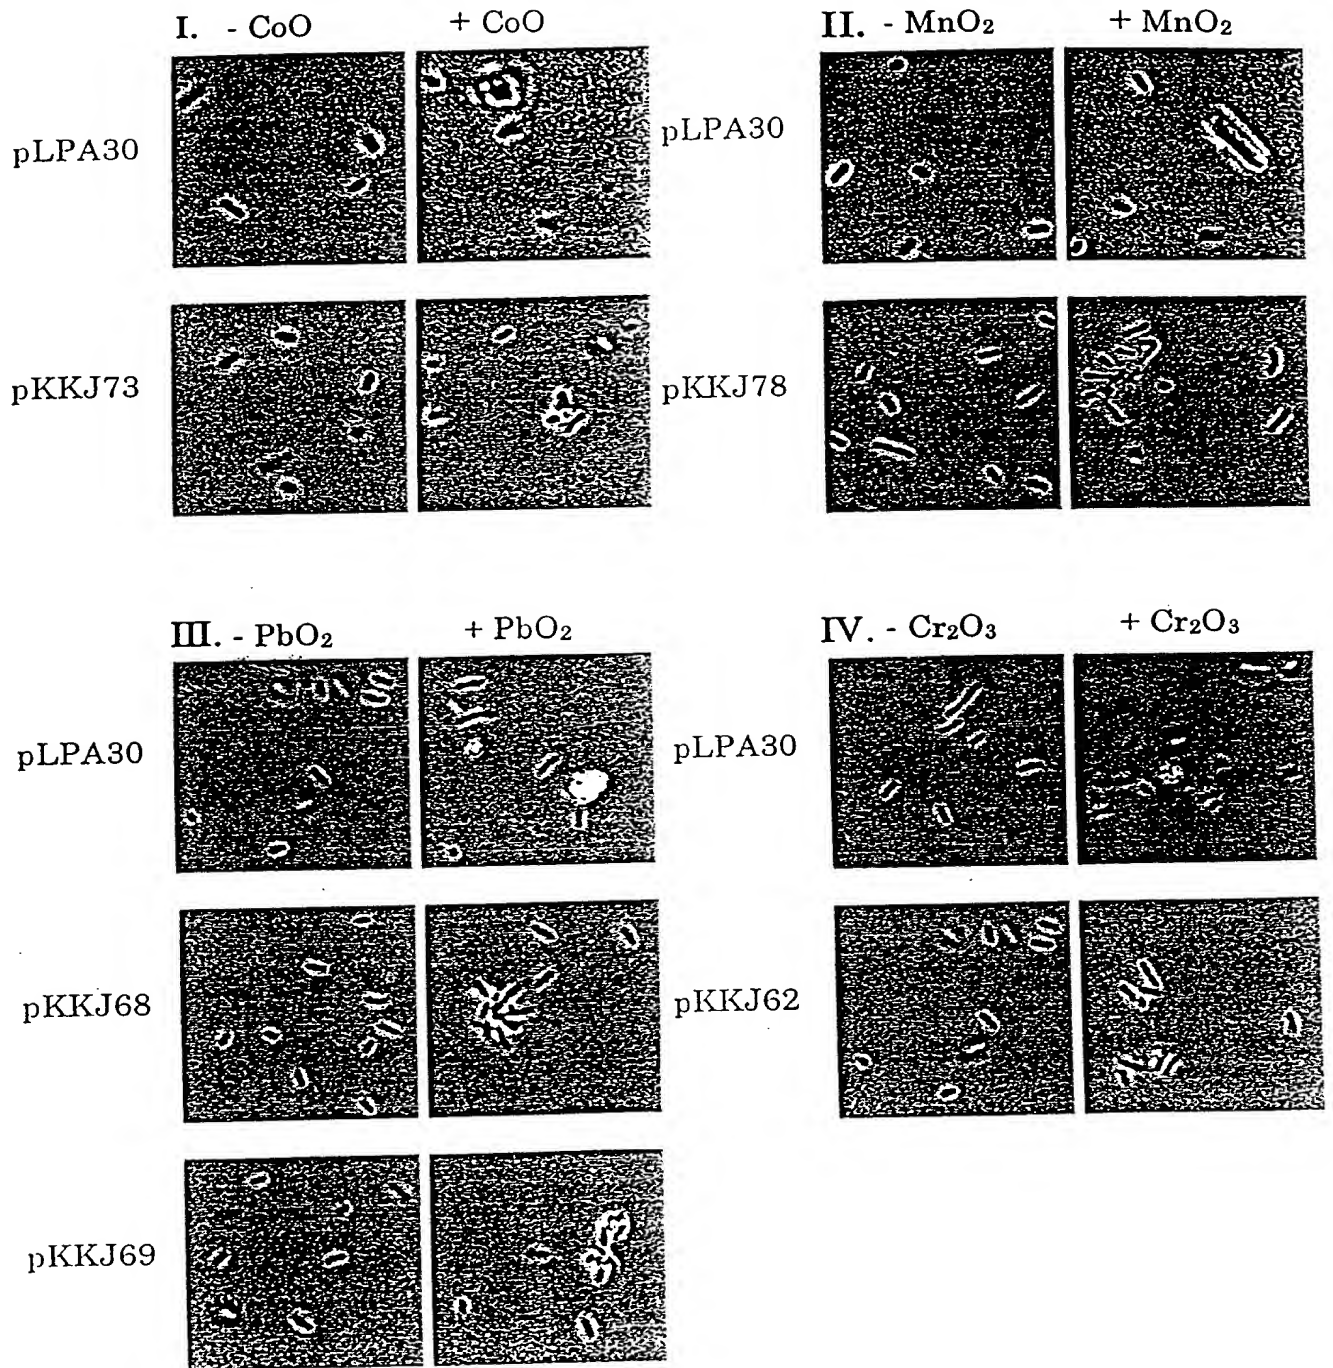 I. - CoO + CoO
II. - MnO₂ + MnO₂
pLPA30
pLPA30
pKKJ73
pKKJ78
III. - PbO₂ + PbO₂
IV. - Cr₂O₃ + Cr₂O₃
pLPA30
pLPA30
pKKJ68
pKKJ62
pKKJ69